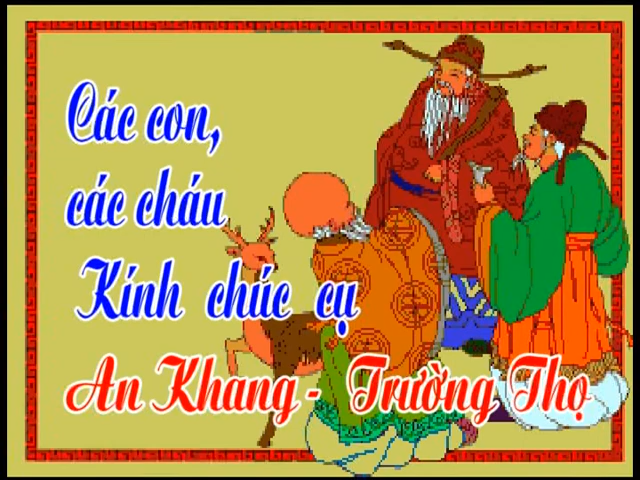 Các con,
các cháu
Kính chúc cụ
An Khang - Trường Thọ